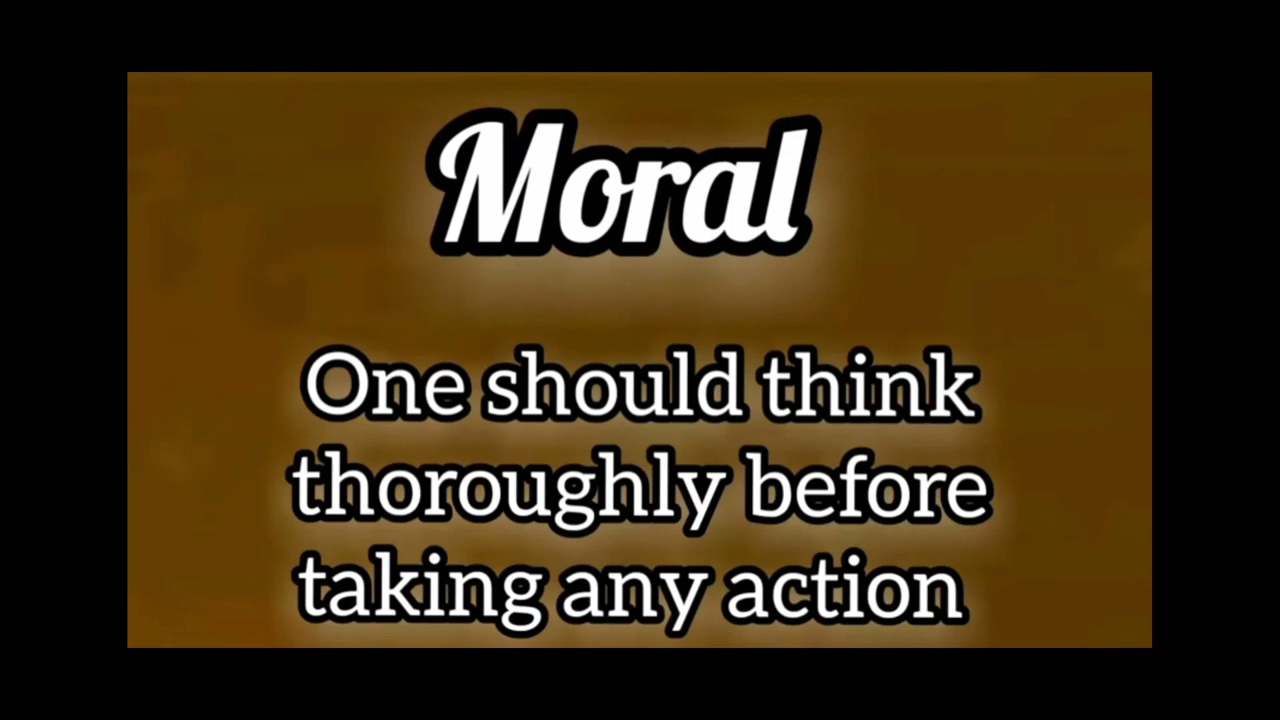 Moral
One should think
thoroughly before
taking any action